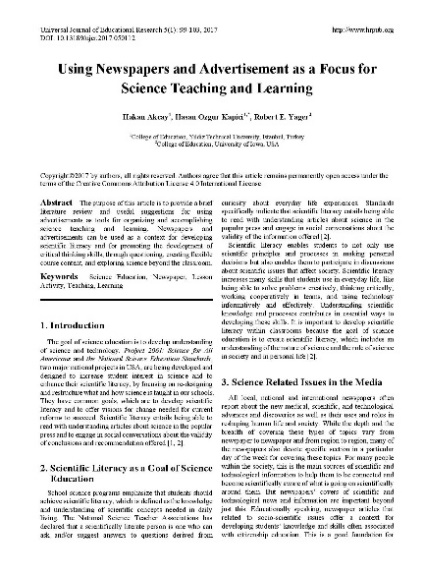 Universal Journal of Educational Research 5(1): 99-103, 2017
http://www.hrpub.org
DOI: 10.13189/ujer.2017.050112
Using Newspapers and Advertisement as a Focus for
Science Teaching and Learning
Hakan Akcay1, Hasan Ozgur Kapici1,*, Robert E. Yager2
1College of Education, Yildiz Technical University, Istanbul, Turkey
2College of Education, University of Iowa, USA
Copyright©2017 by authors, all rights reserved. Authors agree that this article remains permanently open access under the
terms of the Creative Commons Attribution License 4.0 International License
Abstract The purpose of this article is to provide a brief
literature review and useful suggestions for using
advertisements as tools for organizing and accomplishing
science teaching and learning. Newspapers and
advertisements can be used as a context for developing
scientific literacy and for promoting the development of
critical thinking skills, through questioning, creating flexible
course content, and exploring science beyond the classroom.
Keywords Science Education, Newspaper, Lesson
Activity, Teaching, Learning
1. Introduction
The goal of science education is to develop understanding
of science and technology. Project 2061: Science for All
Americans and the National Science Education Standards,
two major national projects in USA, are being developed and
designed to increase student interest in science and to
enhance their scientific literacy, by focusing on re-designing
and restructure what and how science is taught in our schools.
They have common goals, which are to develop scientific
literacy and to offer visions for change needed for current
reforms to succeed. Scientific literacy entails being able to
read with understanding articles about science in the popular
press and to engage in social conversations about the validity
of conclusions and recommendation offered [1, 2].
2. Scientific Literacy as a Goal of Science
Education
School science programs emphasize that students should
achieve scientific literacy, which is defined as the knowledge
and understanding of scientific concepts needed in daily
living. The National Science Teacher Associations has
declared that a scientifically literate person is one who can
ask and/or suggest answers to questions derived from
curiosity about everyday life experiences. Standards
specifically indicate that scientific literacy entails being able
to read with understanding articles about science in the
popular press and engage in social conversations about the
validity of the information offered [2].
Scientific Literacy enables students to not only use
scientific principles and processes in making personal
decisions but also enables them to participate in discussions
about scientific issues that affect society. Scientific literacy
increases many skills that students use in everyday life, like
being able to solve problems creatively, thinking critically,
working cooperatively in teams, and using technology
informatively and effectively. Understanding scientific
knowledge and processes contributes in essential ways to
developing these skills. It is important to develop scientific
literacy within classrooms because the goal of science
education is to create scientific literacy, which includes an
understanding of the nature of science and the role of science
in society and in personal life [2].
3. Science Related Issues in the Media
All local, national and international newspapers often
report about the new medical, scientific, and technological
advances and discoveries as well as their uses and roles in
reshaping human life and society. While the depth and the
breadth of covering these types of topics vary from
newspaper to newspaper and from region to region, many of
the newspapers also devote specific sections in a particular
day of the week for covering these topics. For many people
within the society, this is the main sources of scientific and
technological information to help them to be connected and
become scientifically aware of what is going on scientifically
around them. But newspapers' covers of scientific and
technological news and information are important beyond
just this. Educationally speaking, newspaper articles that
related to socio-scientific issues offer a context for
developing students' knowledge and skills often associated
with citizenship education. This is a good foundation for